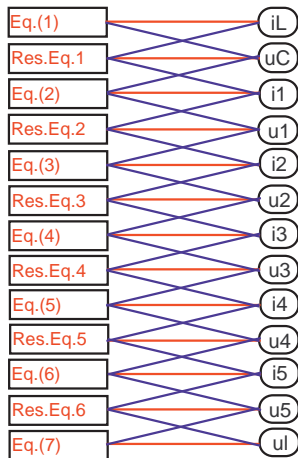 Eq.(1) iL
Res.Eq.1 uC
Eq.(2) i1
Res.Eq.2 u1
Eq.(3) i2
Res.Eq.3 u2
Eq.(4) i3
Res.Eq.4 u3
Eq.(5) i4
Res.Eq.5 u4
Eq.(6) i5
Res.Eq.6 u5
Eq.(7) ul